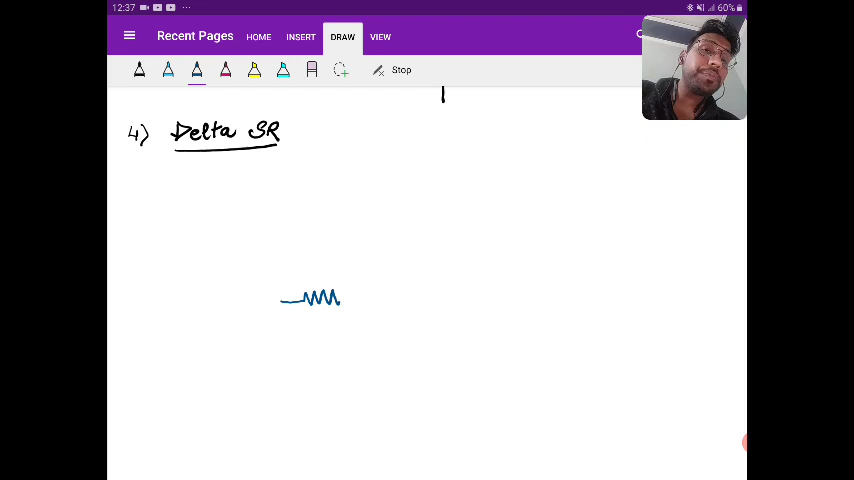 12:37 ... 60%
Recent Pages HOME INSERT DRAW VIEW
Stop
4) Delta SR